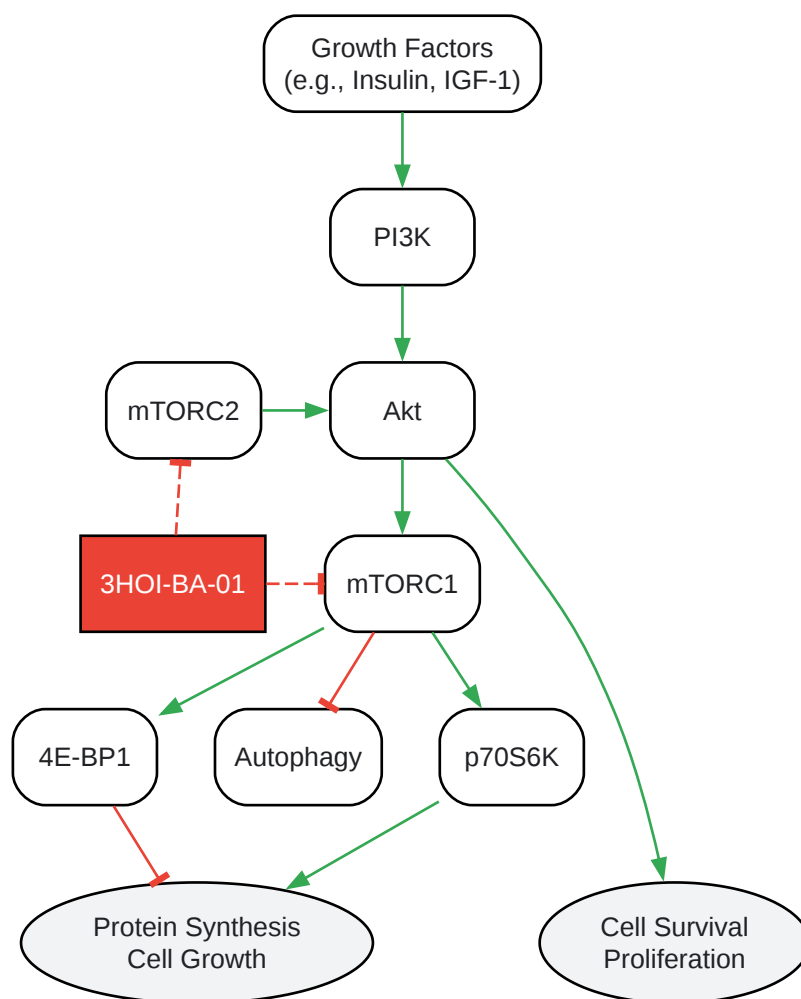 Growth Factors
(e.g., Insulin, IGF-1)
PI3K
mTORC2
Akt
3HOI-BA-01
mTORC1
4E-BP1
Autophagy
p70S6K
Protein Synthesis
Cell Growth
Cell Survival
Proliferation